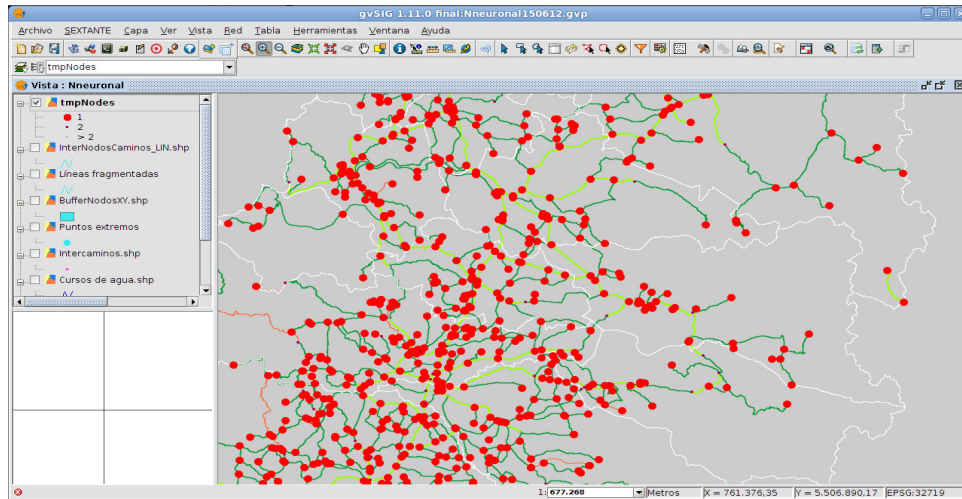 gvSIG 1.11.0 final:Nneuronal150612.gvp
Archivo SEXTANTE Capa Ver Vista Red Tabla Herramientas Ventana Ayuda
tmpNodes
Vista : Nneuronal
tmpNodes
1
2
> 2
InterNodosCaminos_LIN.shp
Líneas fragmentadas
BufferNodosXY.shp
Puntos extremos
Intercaminos.shp
Cursos de agua.shp
1: 677.268 Metros X = 761.376,35 Y = 5.506.890,17 EPSG:32719